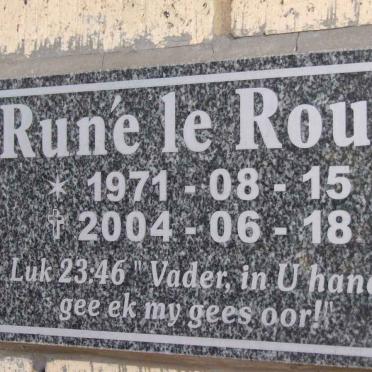 Runé le Rou
* 1971 - 08 - 15
✝ 2004 - 06 - 18
Luk 23:46 " Vader, in U hand
gee ek my gees oor!"